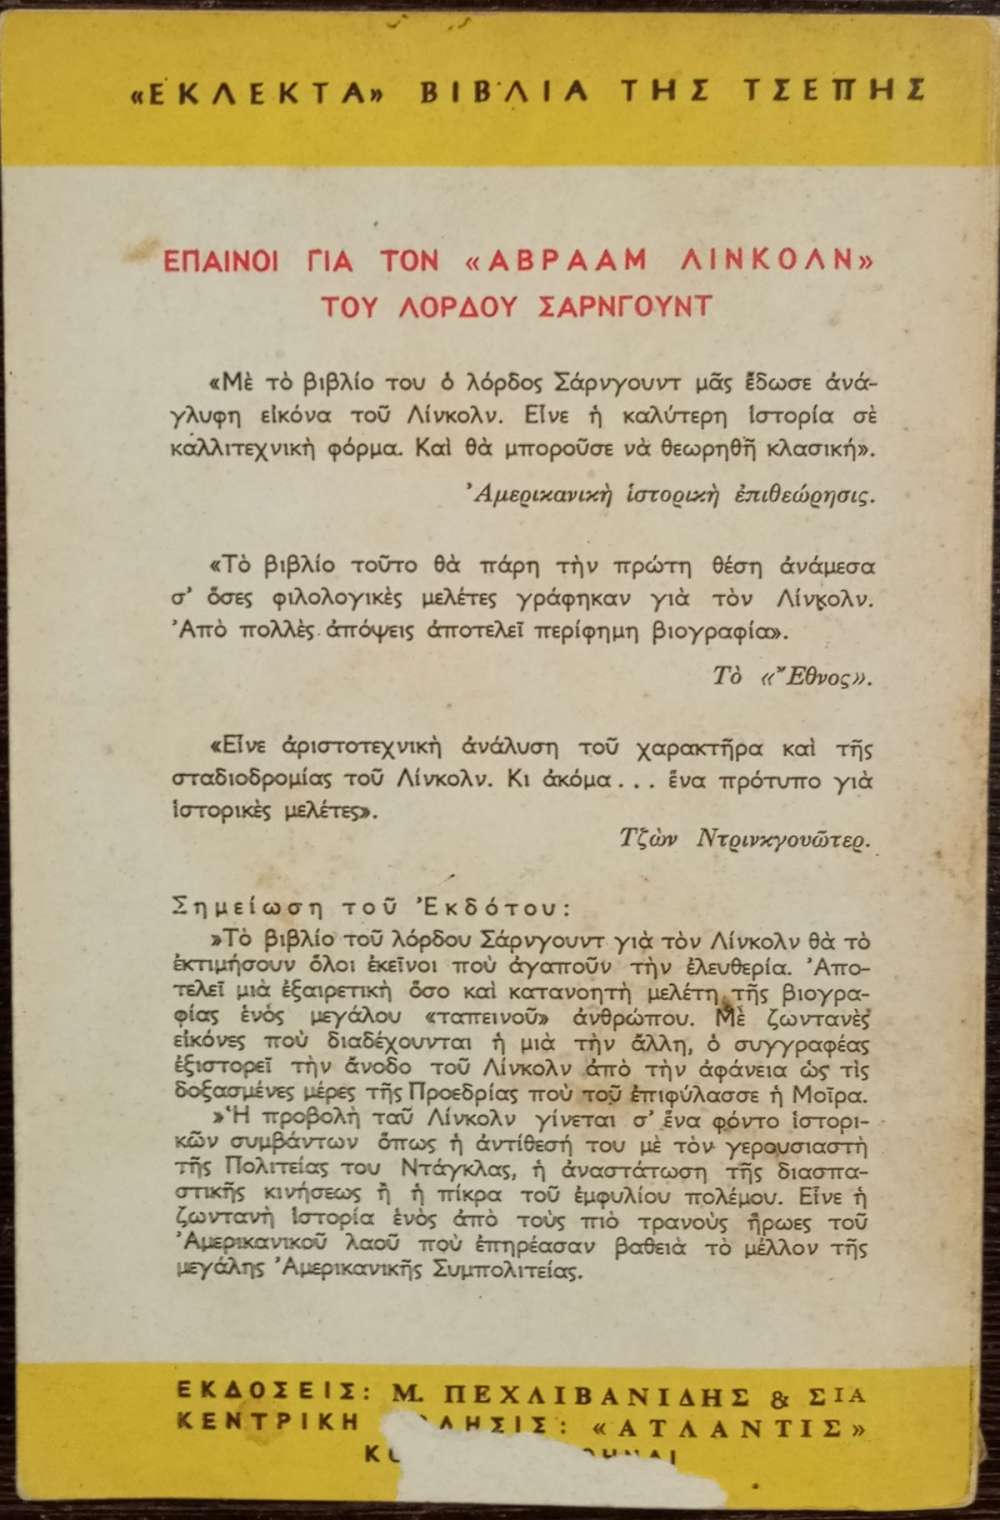 «ΕΚΛΕΚΤΑ» ΒΙΒΛΙΑ ΤΗΣ ΤΣΕΠΗΣ
ΕΠΑΙΝΟΙ ΓΙΑ ΤΟΝ «ΑΒΡΑΑΜ ΛΙΝΚΟΛΝ»
ΤΟΥ ΛΟΡΔΟΥ ΣΑΡΝΓΟΥΝΤ
«Μὲ τὸ βιβλίο του ὁ λόρδος Σάρνγουντ μᾶς ἔδωσε ἀνά-
γλυφη εἰκόνα τοῦ Λίνκολν. Εἶνε ἡ καλύτερη ἱστορία σὲ
καλλιτεχνικὴ φόρμα. Καὶ θὰ μποροῦσε νὰ θεωρηθῆ κλασική».
Ἀμερικανικὴ ἱστορικὴ ἐπιθεώρησις.
«Τὸ βιβλίο τοῦτο θὰ πάρη τὴν πρώτη θέση ἀνάμεσα
σ' ὅσες φιλολογικὲς μελέτες γράφηκαν γιὰ τὸν Λίνκολν.
Ἀπὸ πολλὲς ἀπόψεις ἀποτελεῖ περίφημη βιογραφία».
Τὸ «Ἔθνος».
«Εἶνε ἀριστοτεχνικὴ ἀνάλυση τοῦ χαρακτῆρα καὶ τῆς
σταδιοδρομίας τοῦ Λίνκολν. Κι ἀκόμα... ἕνα πρότυπο γιὰ
ἱστορικὲς μελέτες».
Τζὼν Ντρινκγουῶτερ.
Σημείωση τοῦ Ἐκδότου:
»Τὸ βιβλίο τοῦ λόρδου Σάρνγουντ γιὰ τὸν Λίνκολν θὰ τὸ
ἐκτιμήσουν ὅλοι ἐκεῖνοι ποὺ ἀγαποῦν τὴν ἐλευθερία. Ἀπο-
τελεῖ μιὰ ἐξαιρετικὴ ὅσο καὶ κατανοητὴ μελέτη τῆς βιογρα-
φίας ἑνὸς μεγάλου «ταπεινοῦ» ἀνθρώπου. Μὲ ζωντανὲς
εἰκόνες ποὺ διαδέχουνται ἡ μιὰ τὴν ἄλλη, ὁ συγγραφέας
ἐξιστορεῖ τὴν ἄνοδο τοῦ Λίνκολν ἀπὸ τὴν ἀφάνεια ὡς τὶς
δοξασμένες μέρες τῆς Προεδρίας ποὺ τοῦ ἐπιφύλασσε ἡ Μοῖρα.
»Ἡ προβολὴ ταῦ Λίνκολν γίνεται σ' ἕνα φόντο ἱστορι-
κῶν συμβάντων ὅπως ἡ ἀντίθεσή του μὲ τὸν γερουσιαστὴ
τῆς Πολιτείας του Ντάγκλας, ἡ ἀναστάτωση τῆς διασπα-
στικῆς κινήσεως ἢ ἡ πίκρα τοῦ ἐμφυλίου πολέμου. Εἶνε ἡ
ζωντανὴ ἱστορία ἑνὸς ἀπὸ τοὺς πιὸ τρανοὺς ἥρωες τοῦ
Ἀμερικανικοῦ λαοῦ ποὺ ἐπηρέασαν βαθειὰ τὸ μέλλον τῆς
μεγάλης Ἀμερικανικῆς Συμπολιτείας.
ΕΚΔΟΣΕΙΣ: Μ. ΠΕΧΛΙΒΑΝΙΔΗΣ & ΣΙΑ
ΚΕΝΤΡΙΚΗ : «ΑΤΛΑΝΤΙΣ»